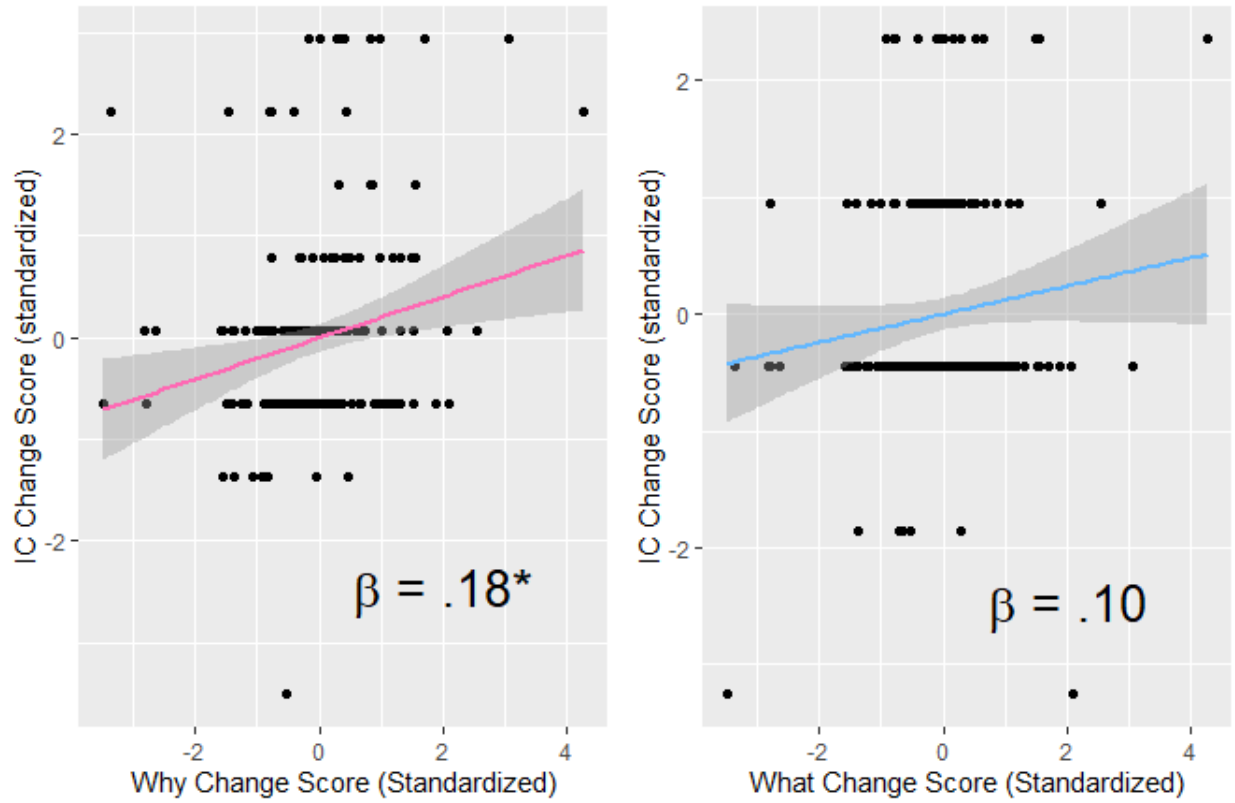 IC Change Score (standardized)
2
0
-2
β = .18*
-2
0
2
4
Why Change Score (Standardized)
IC Change Score (standardized)
2
0
-2
β = .10
-2
0
2
4
What Change Score (Standardized)